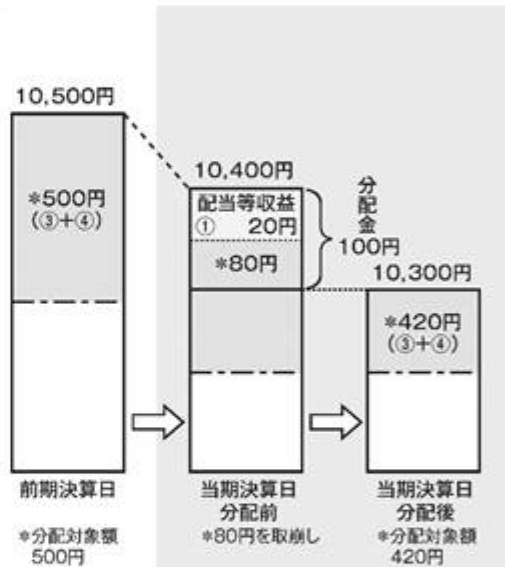 10,500円
*500円
(③+④)
前期決算日
*分配対象額
500円
10,400円
配当等収益
① 20円
*80円
分配金
100円
当期決算日
分配前
*80円を取崩し
10,300円
*420円
(③+④)
当期決算日
分配後
*分配対象額
420円